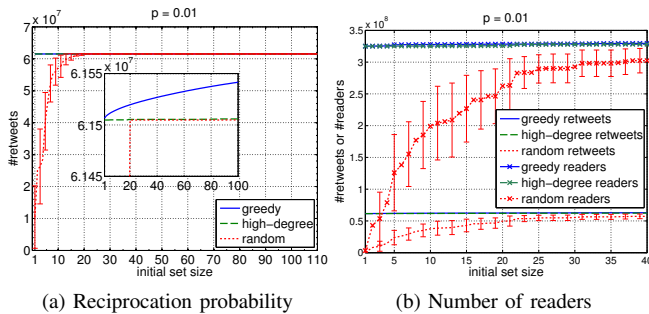 p = 0.01
x 10^7
7
6
5
4
3
2
1
0
#retweets
6.155 x 10^7
6.15
6.145
1 20 40 60 80 100
greedy
high−degree
random
1 10 20 30 40 50 60 70 80 90 100 110
initial set size
(a) Reciprocation probability
p = 0.01
x 10^8
3.5
3
2.5
2
1.5
1
0.5
0
#retweets or #readers
greedy retweets
high−degree retweets
random retweets
greedy readers
high−degree readers
random readers
1 5 10 15 20 25 30 35 40
initial set size
(b) Number of readers